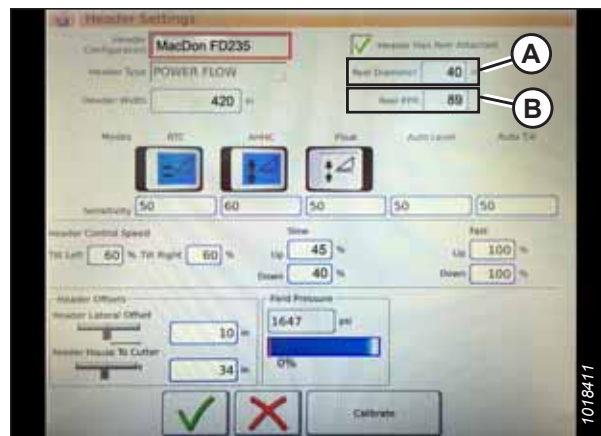 Header Settings
Header Configuration MacDon FD235
Header Has Reel Attached
A
Header Type POWER FLOW
Reel Diameter 40 in
Header Width 420 in
Reel PPR 89
B
Modes RTC AHHC Float Auto Level Auto Tilt
Sensitivity 50 60 50 50 50
Header Control Speed
Slow Fast
Tilt Left 60 % Tilt Right 60 % Up 45 % Up 100 %
Down 40 % Down 100 %
Header Offsets Field Pressure
Header Lateral Offset
10 in 1647 psi
Feeder House To Cutter
34 in 0%
Calibrate
1018411